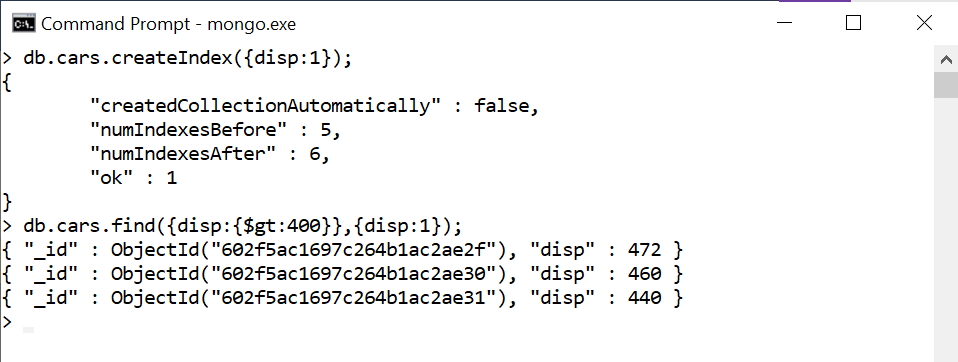 Command Prompt - mongo.exe
> db.cars.createIndex({disp:1});
{
        "createdCollectionAutomatically" : false,
        "numIndexesBefore" : 5,
        "numIndexesAfter" : 6,
        "ok" : 1
}
> db.cars.find({disp:{$gt:400}},{disp:1});
{ "_id" : ObjectId("602f5ac1697c264b1ac2ae2f"), "disp" : 472 }
{ "_id" : ObjectId("602f5ac1697c264b1ac2ae30"), "disp" : 460 }
{ "_id" : ObjectId("602f5ac1697c264b1ac2ae31"), "disp" : 440 }
>